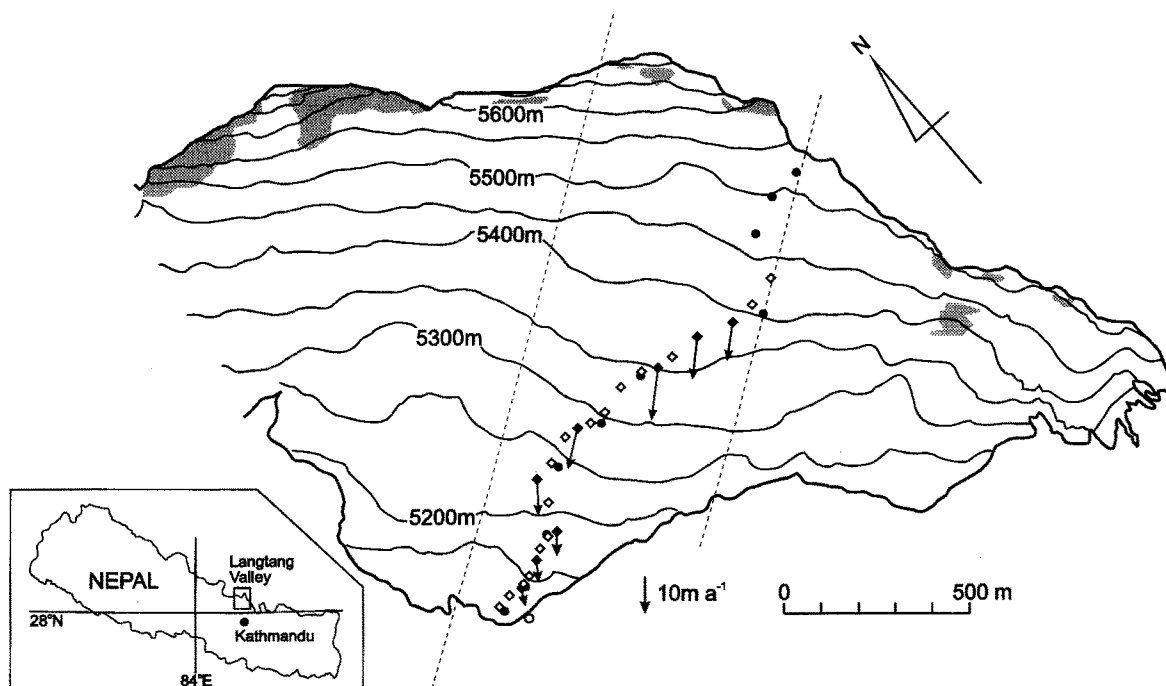 N
5600m
5500m
5400m
5300m
5200m
10m a⁻¹
0 500 m
NEPAL
Langtang
Valley
28°N
Kathmandu
84°E